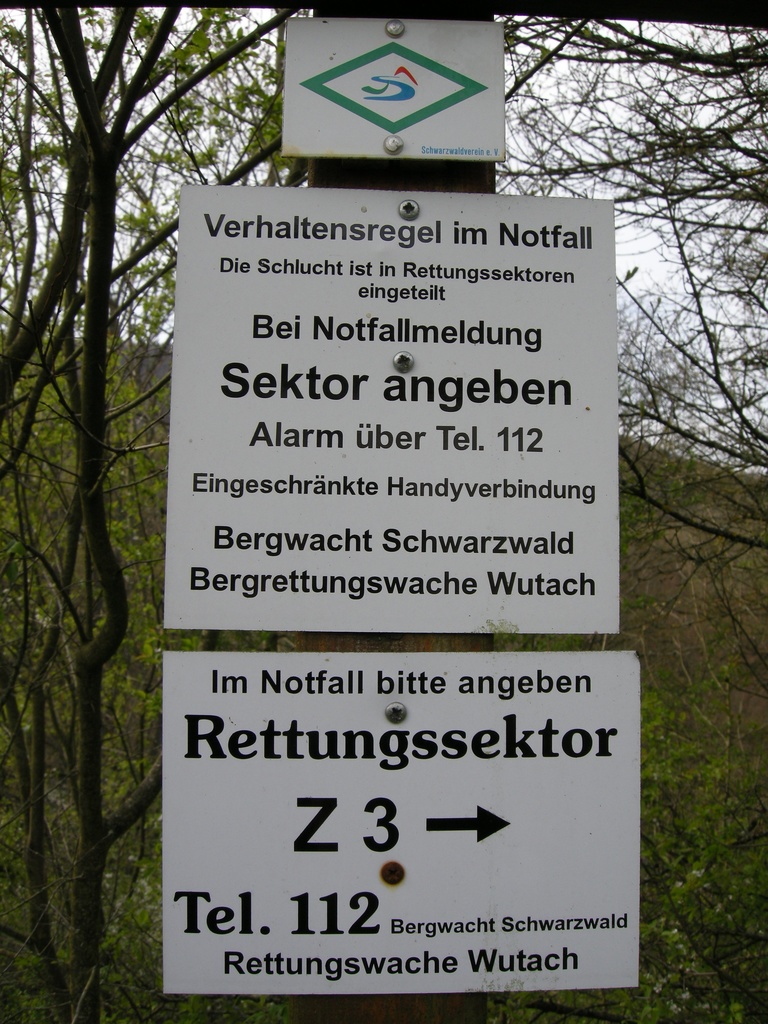 Schwarzwaldverein e. V
Verhaltensregel im Notfall
Die Schlucht ist in Rettungssektoren
eingeteilt
Bei Notfallmeldung
Sektor angeben
Alarm über Tel. 112
Eingeschränkte Handyverbindung
Bergwacht Schwarzwald
Bergrettungswache Wutach
Im Notfall bitte angeben
Rettungssektor
Z 3 →
Tel. 112 Bergwacht Schwarzwald
Rettungswache Wutach